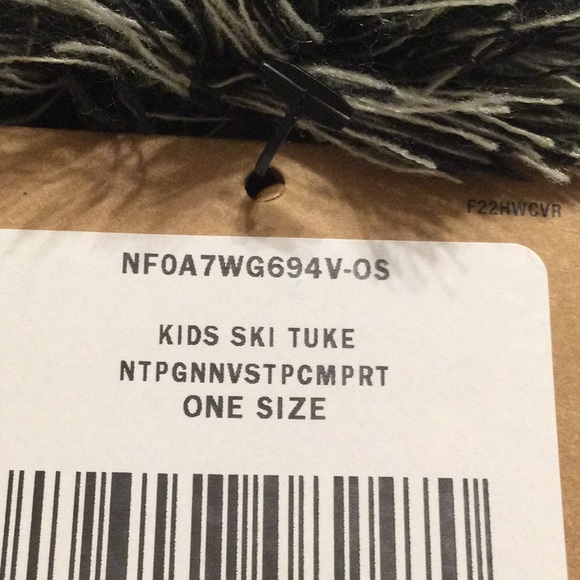 F22HWCVR
NF0A7WG694V-OS
KIDS SKI TUKE
NTPGNNVSTPCMPRT
ONE SIZE